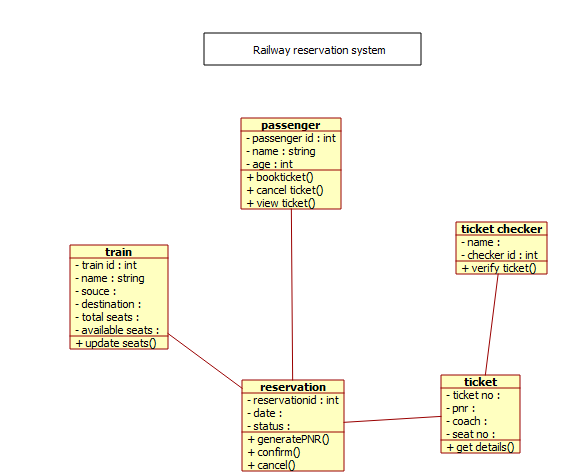 Railway reservation system
passenger
- passenger id : int
- name : string
- age : int
+ bookticket()
+ cancel ticket()
+ view ticket()
ticket checker
- name :
- checker id : int
+ verify ticket()
train
- train id : int
- name : string
- souce :
- destination :
- total seats :
- available seats :
+ update seats()
reservation
- reservationid : int
- date :
- status :
+ generatePNR()
+ confirm()
+ cancel()
ticket
- ticket no :
- pnr :
- coach :
- seat no :
+ get details()